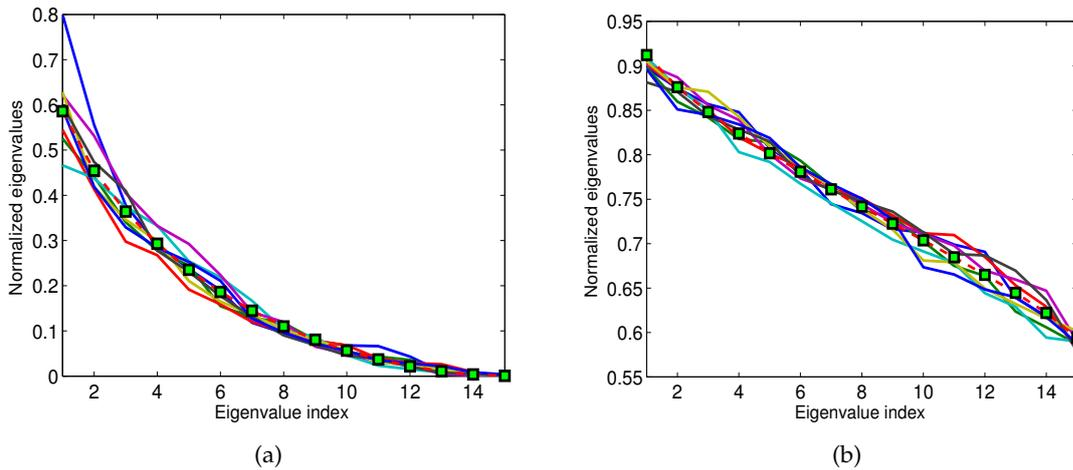 0.8
0.7
0.6
0.5
0.4
0.3
0.2
0.1
0
Normalized eigenvalues
2 4 6 8 10 12 14
Eigenvalue index
(a)
0.95
0.9
0.85
0.8
0.75
0.7
0.65
0.6
0.55
Normalized eigenvalues
2 4 6 8 10 12 14
Eigenvalue index
(b)